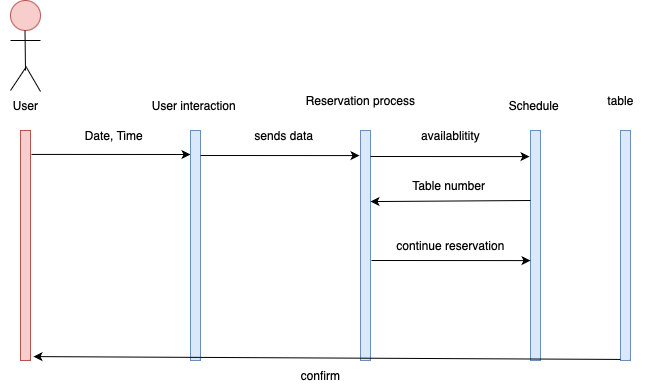 User
User interaction
Reservation process
Schedule
table
Date, Time
sends data
availablitity
Table number
continue reservation
confirm